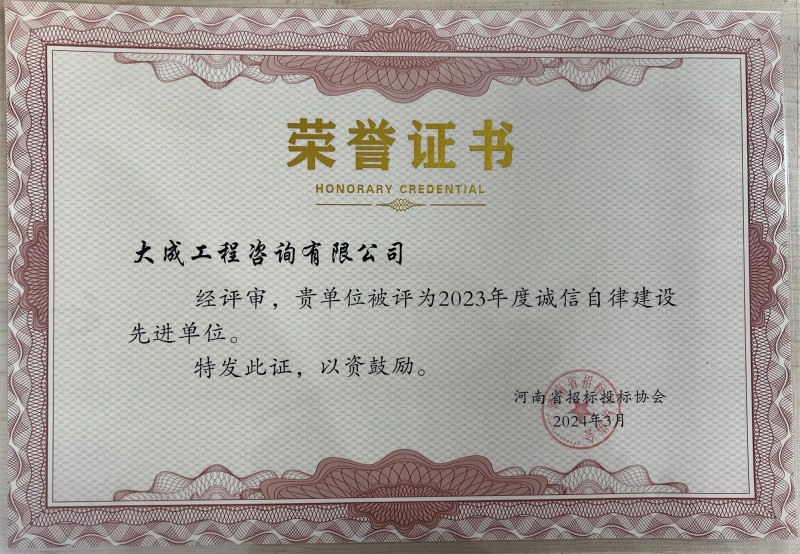 荣誉证书
HONORARY CREDENTIAL
大成工程咨询有限公司
经评审，贵单位被评为2023年度诚信自律建设
先进单位。
特发此证，以资鼓励。
河南省招标投标协会
2024年3月